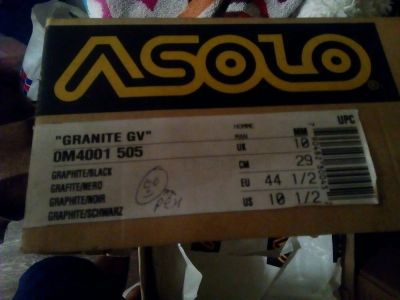 ASOLO
®
"GRANITE GV"
0M4001 505
GRAPHITE/BLACK
GRAFITE/NERO
GRAPHITE/NOIR
GRAPHITE/SCHWARZ
HOMME
MAN MM
UK 10
CM 29
EU 44 1/2
US 10 1/2
UPC